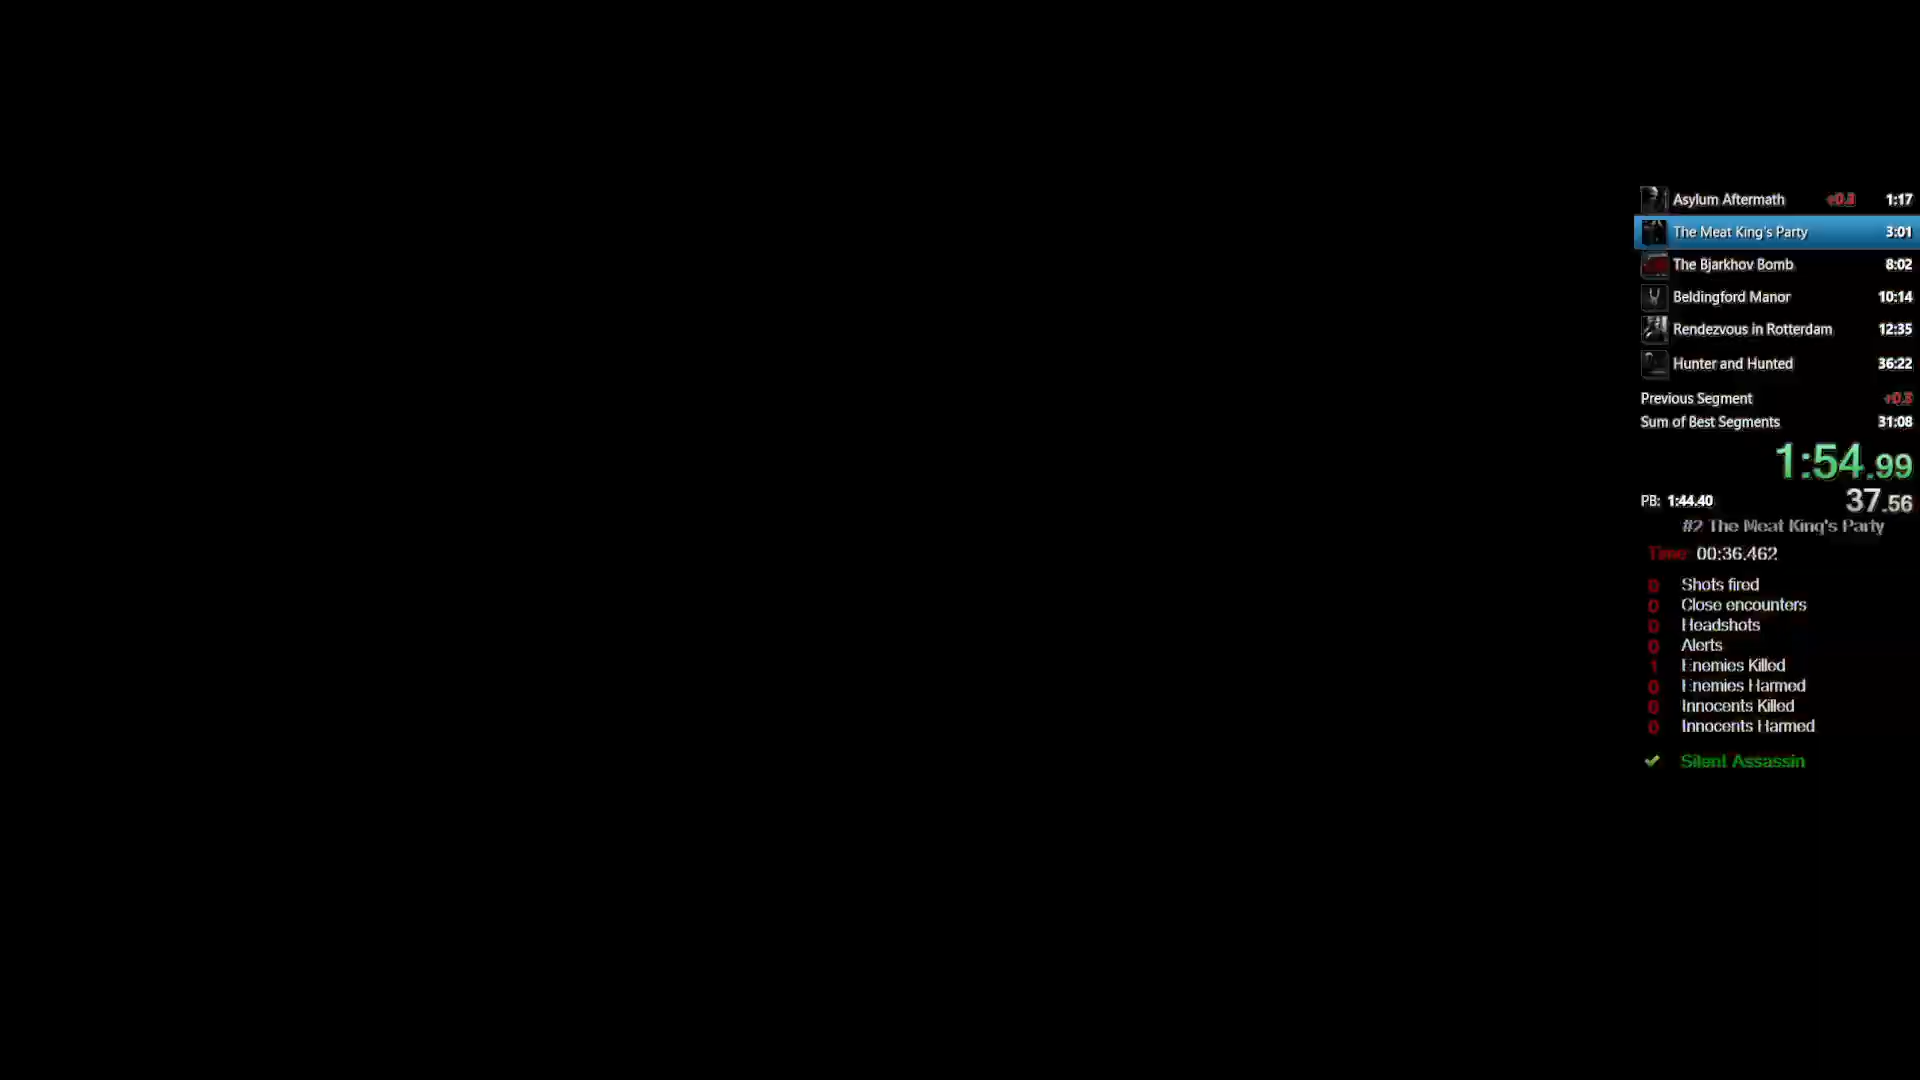 Asylum Aftermath +0.3 1:17
The Meat King's Party 3:01
The Bjarkhov Bomb 8:02
Beldingford Manor 10:14
Rendezvous in Rotterdam 12:35
Hunter and Hunted 36:22
Previous Segment +0.3
Sum of Best Segments 31:08
1:54.99
PB: 1:44.40 37.56
#2 The Meat King's Party
Time: 00:36.462
0 Shots fired
0 Close encounters
0 Headshots
0 Alerts
1 Enemies Killed
0 Enemies Harmed
0 Innocents Killed
0 Innocents Harmed
Silent Assassin